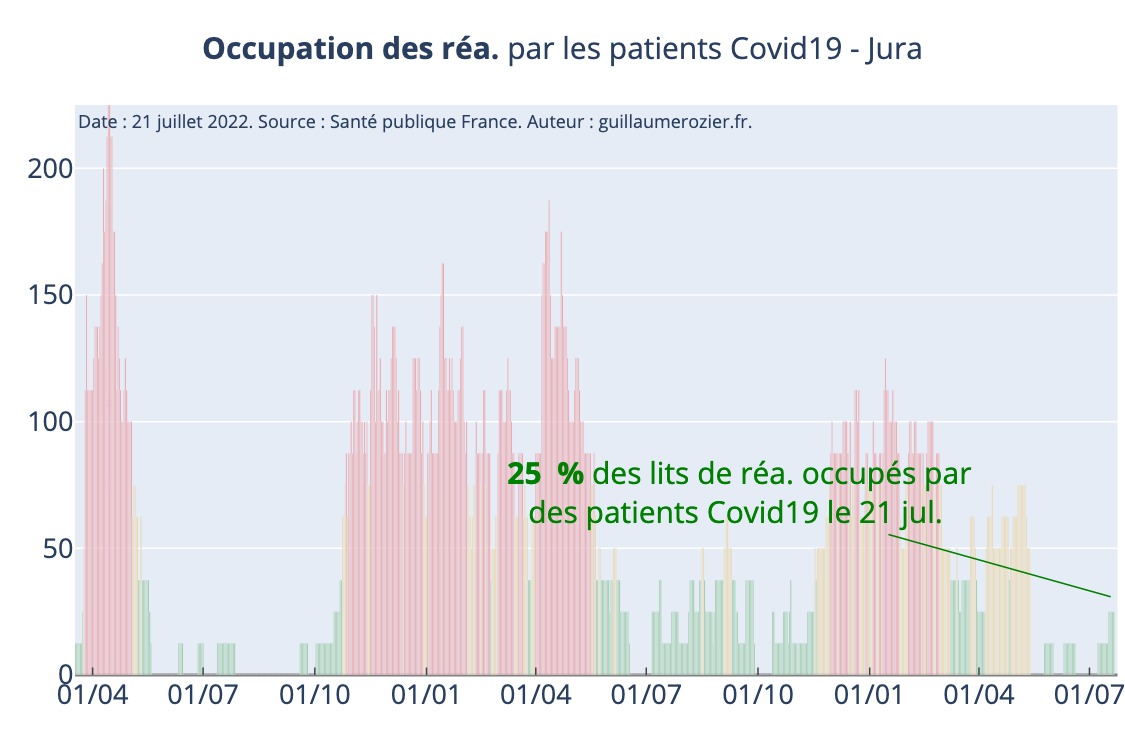 Occupation des réa. par les patients Covid19 - Jura
Date : 21 juillet 2022. Source : Santé publique France. Auteur : guillaumerozier.fr.
200
150
100
50
0
25 % des lits de réa. occupés par
des patients Covid19 le 21 jul.
01/04 01/07 01/10 01/01 01/04 01/07 01/10 01/01 01/04 01/07